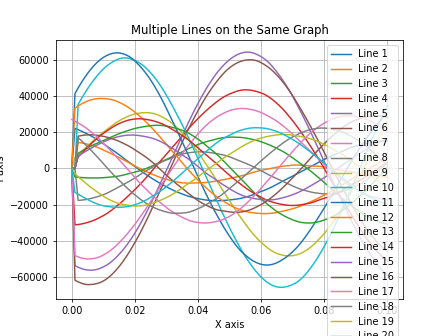 Multiple Lines on the Same Graph
60000
40000
20000
0
−20000
−40000
−60000
0.00
0.02
0.04
0.06
X axis
Line 1
Line 2
Line 3
Line 4
Line 5
Line 6
Line 7
Line 8
Line 9
Line 10
Line 11
Line 12
Line 13
Line 14
Line 15
Line 16
Line 17
Line 18
Line 19
Line 20